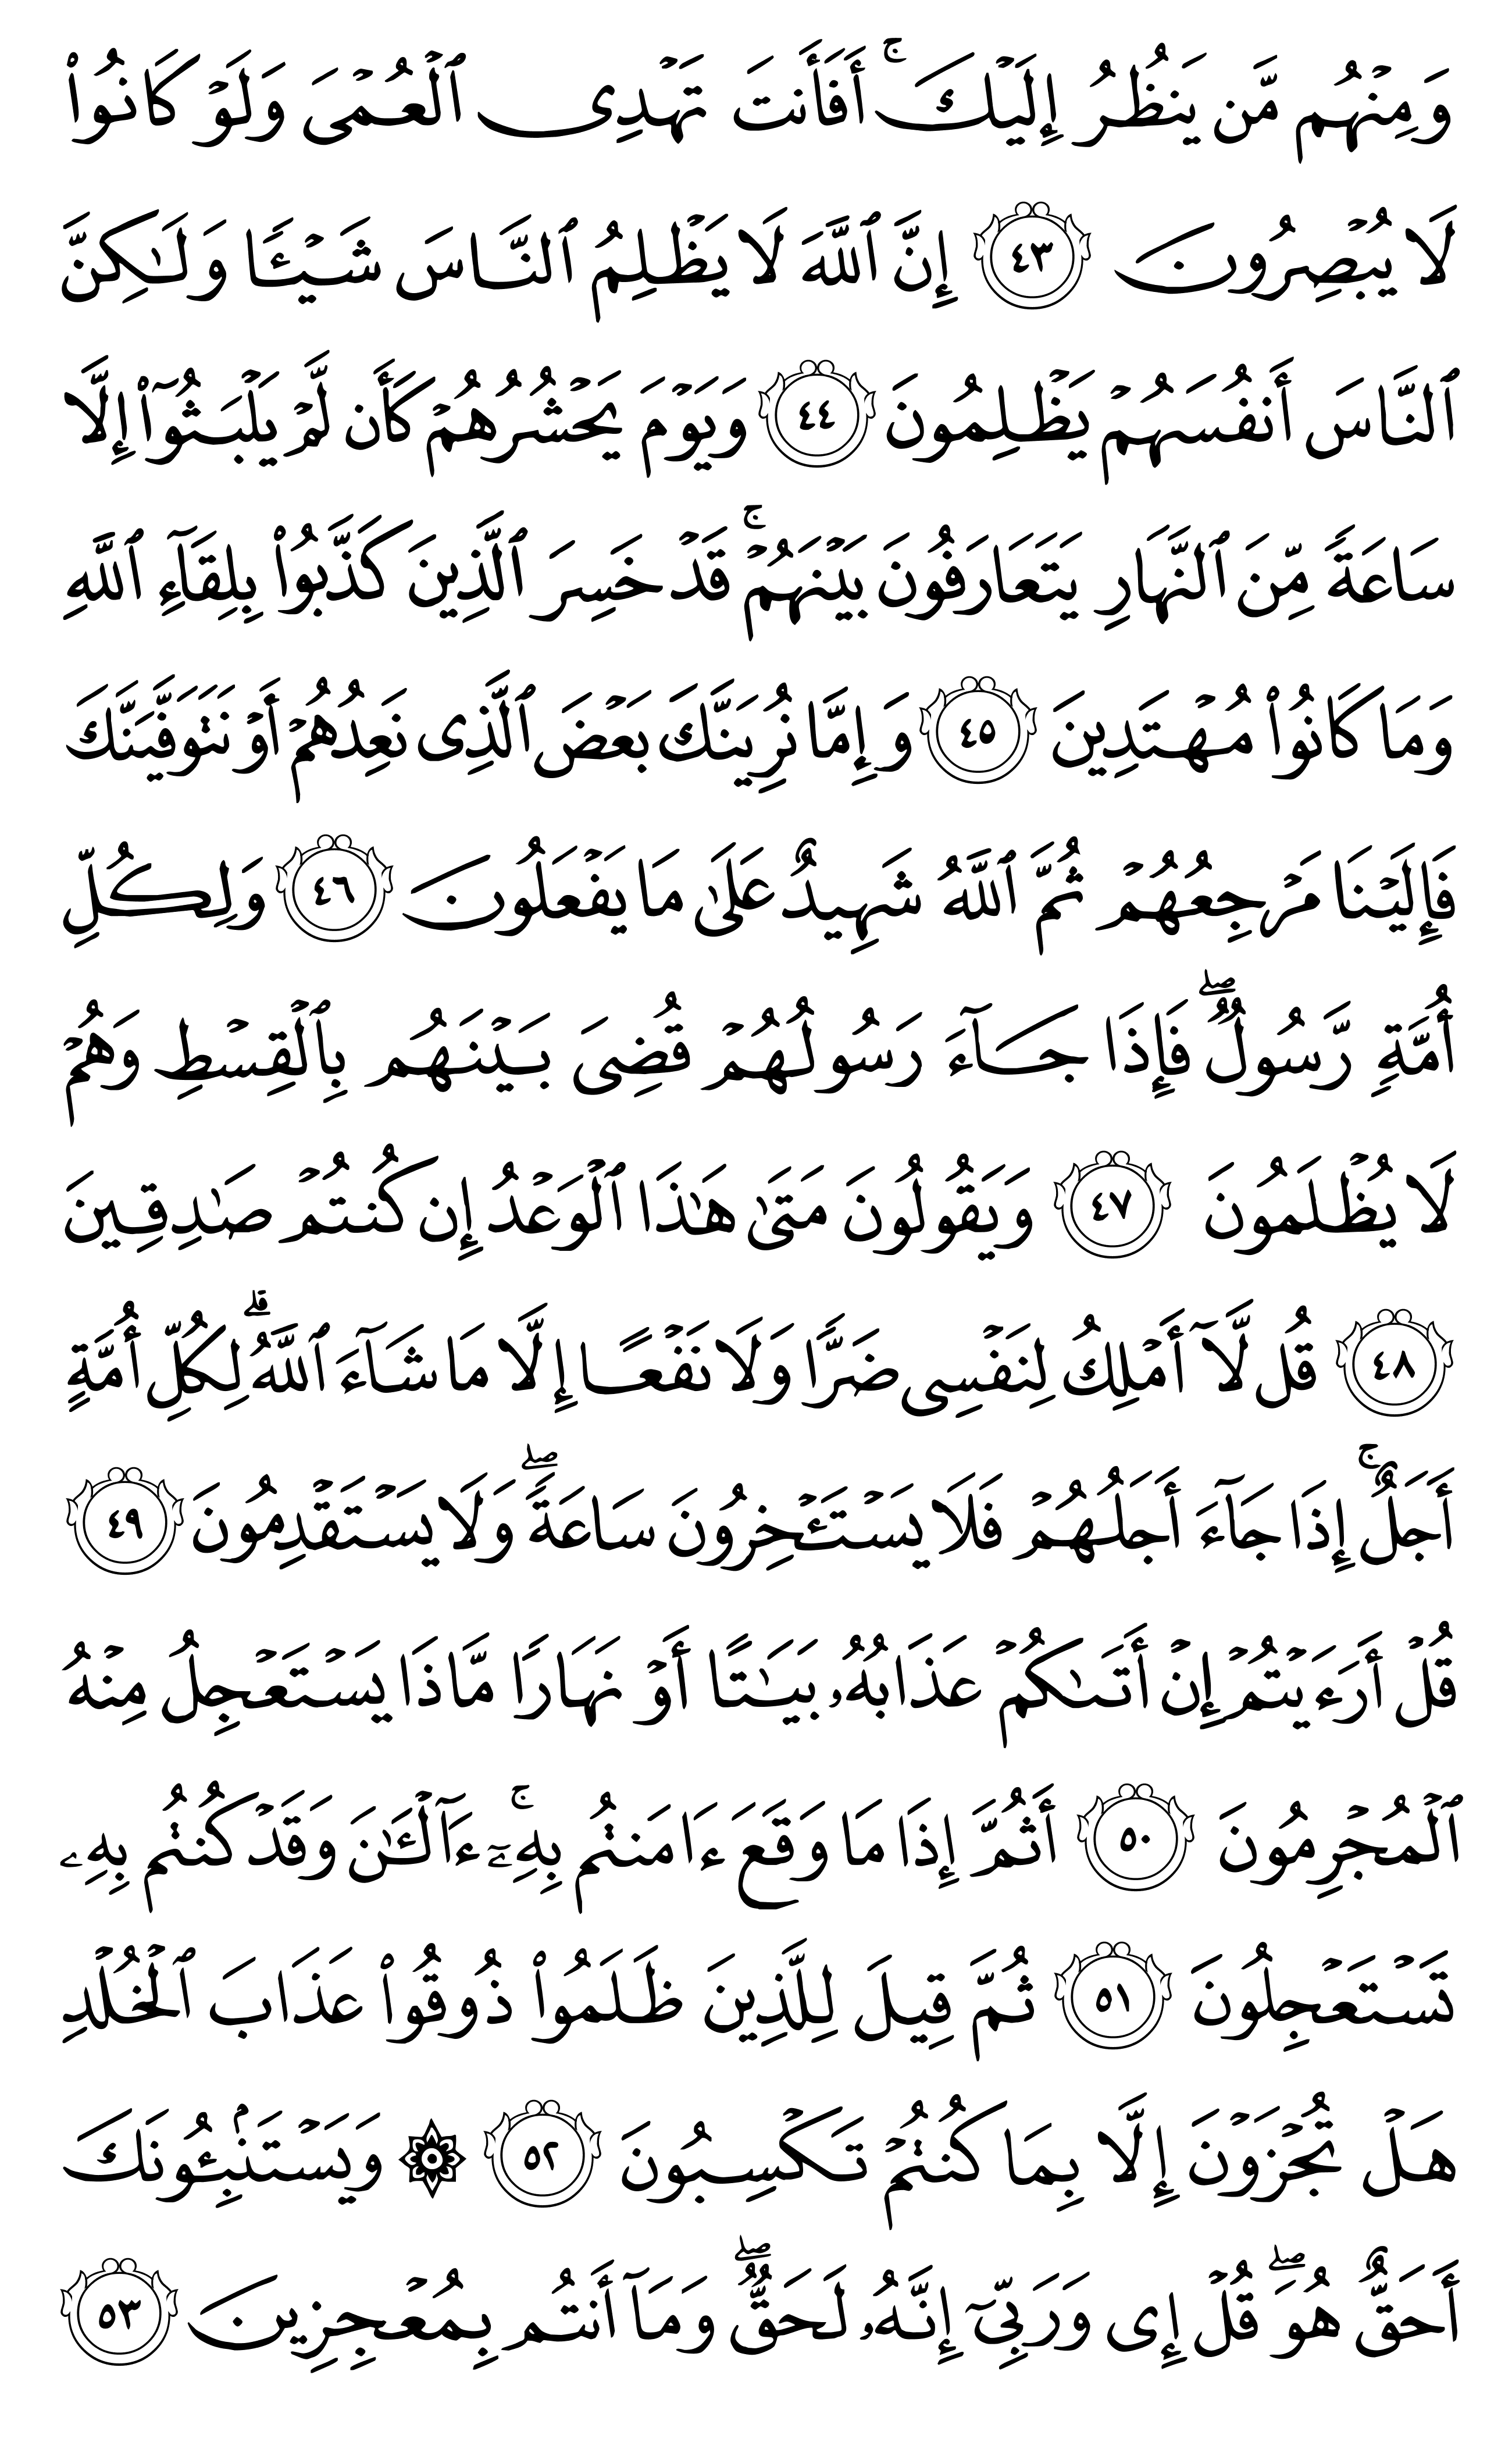 وَمِنْهُم مَّن يَنظُرُ إِلَيْكَ ۚ أَفَأَنتَ تَهْدِى ٱلْعُمْىَ وَلَوْ كَانُوا۟
لَا يُبْصِرُونَ ٤٣ إِنَّ ٱللَّهَ لَا يَظْلِمُ ٱلنَّاسَ شَيْـًٔا وَلَـٰكِنَّ
ٱلنَّاسَ أَنفُسَهُمْ يَظْلِمُونَ ٤٤ وَيَوْمَ يَحْشُرُهُمْ كَأَن لَّمْ يَلْبَثُوٓا۟ إِلَّا
سَاعَةً مِّنَ ٱلنَّهَارِ يَتَعَارَفُونَ بَيْنَهُمْ ۚ قَدْ خَسِرَ ٱلَّذِينَ كَذَّبُوا۟ بِلِقَآءِ ٱللَّهِ
وَمَا كَانُوا۟ مُهْتَدِينَ ٤٥ وَإِمَّا نُرِيَنَّكَ بَعْضَ ٱلَّذِى نَعِدُهُمْ أَوْ نَتَوَفَّيَنَّكَ
فَإِلَيْنَا مَرْجِعُهُمْ ثُمَّ ٱللَّهُ شَهِيدٌ عَلَىٰ مَا يَفْعَلُونَ ٤٦ وَلِكُلِّ
أُمَّةٍ رَّسُولٌ ۖ فَإِذَا جَآءَ رَسُولُهُمْ قُضِىَ بَيْنَهُم بِٱلْقِسْطِ وَهُمْ
لَا يُظْلَمُونَ ٤٧ وَيَقُولُونَ مَتَىٰ هَـٰذَا ٱلْوَعْدُ إِن كُنتُمْ صَـٰدِقِينَ
٤٨ قُل لَّآ أَمْلِكُ لِنَفْسِى ضَرًّا وَلَا نَفْعًا إِلَّا مَا شَآءَ ٱللَّهُ ۗ لِكُلِّ أُمَّةٍ
أَجَلٌ ۚ إِذَا جَآءَ أَجَلُهُمْ فَلَا يَسْتَـْٔخِرُونَ سَاعَةً ۖ وَلَا يَسْتَقْدِمُونَ ٤٩
قُلْ أَرَءَيْتُمْ إِنْ أَتَىٰكُمْ عَذَابُهُۥ بَيَـٰتًا أَوْ نَهَارًا مَّاذَا يَسْتَعْجِلُ مِنْهُ
ٱلْمُجْرِمُونَ ٥٠ أَثُمَّ إِذَا مَا وَقَعَ ءَامَنتُم بِهِۦٓ ۚ ءَآلْـَٔـٰنَ وَقَدْ كُنتُم بِهِۦ
تَسْتَعْجِلُونَ ٥١ ثُمَّ قِيلَ لِلَّذِينَ ظَلَمُوا۟ ذُوقُوا۟ عَذَابَ ٱلْخُلْدِ
هَلْ تُجْزَوْنَ إِلَّا بِمَا كُنتُمْ تَكْسِبُونَ ٥٢ ۞ وَيَسْتَنۢبِـُٔونَكَ
أَحَقٌّ هُوَ ۖ قُلْ إِى وَرَبِّىٓ إِنَّهُۥ لَحَقٌّ ۖ وَمَآ أَنتُم بِمُعْجِزِينَ ٥٣